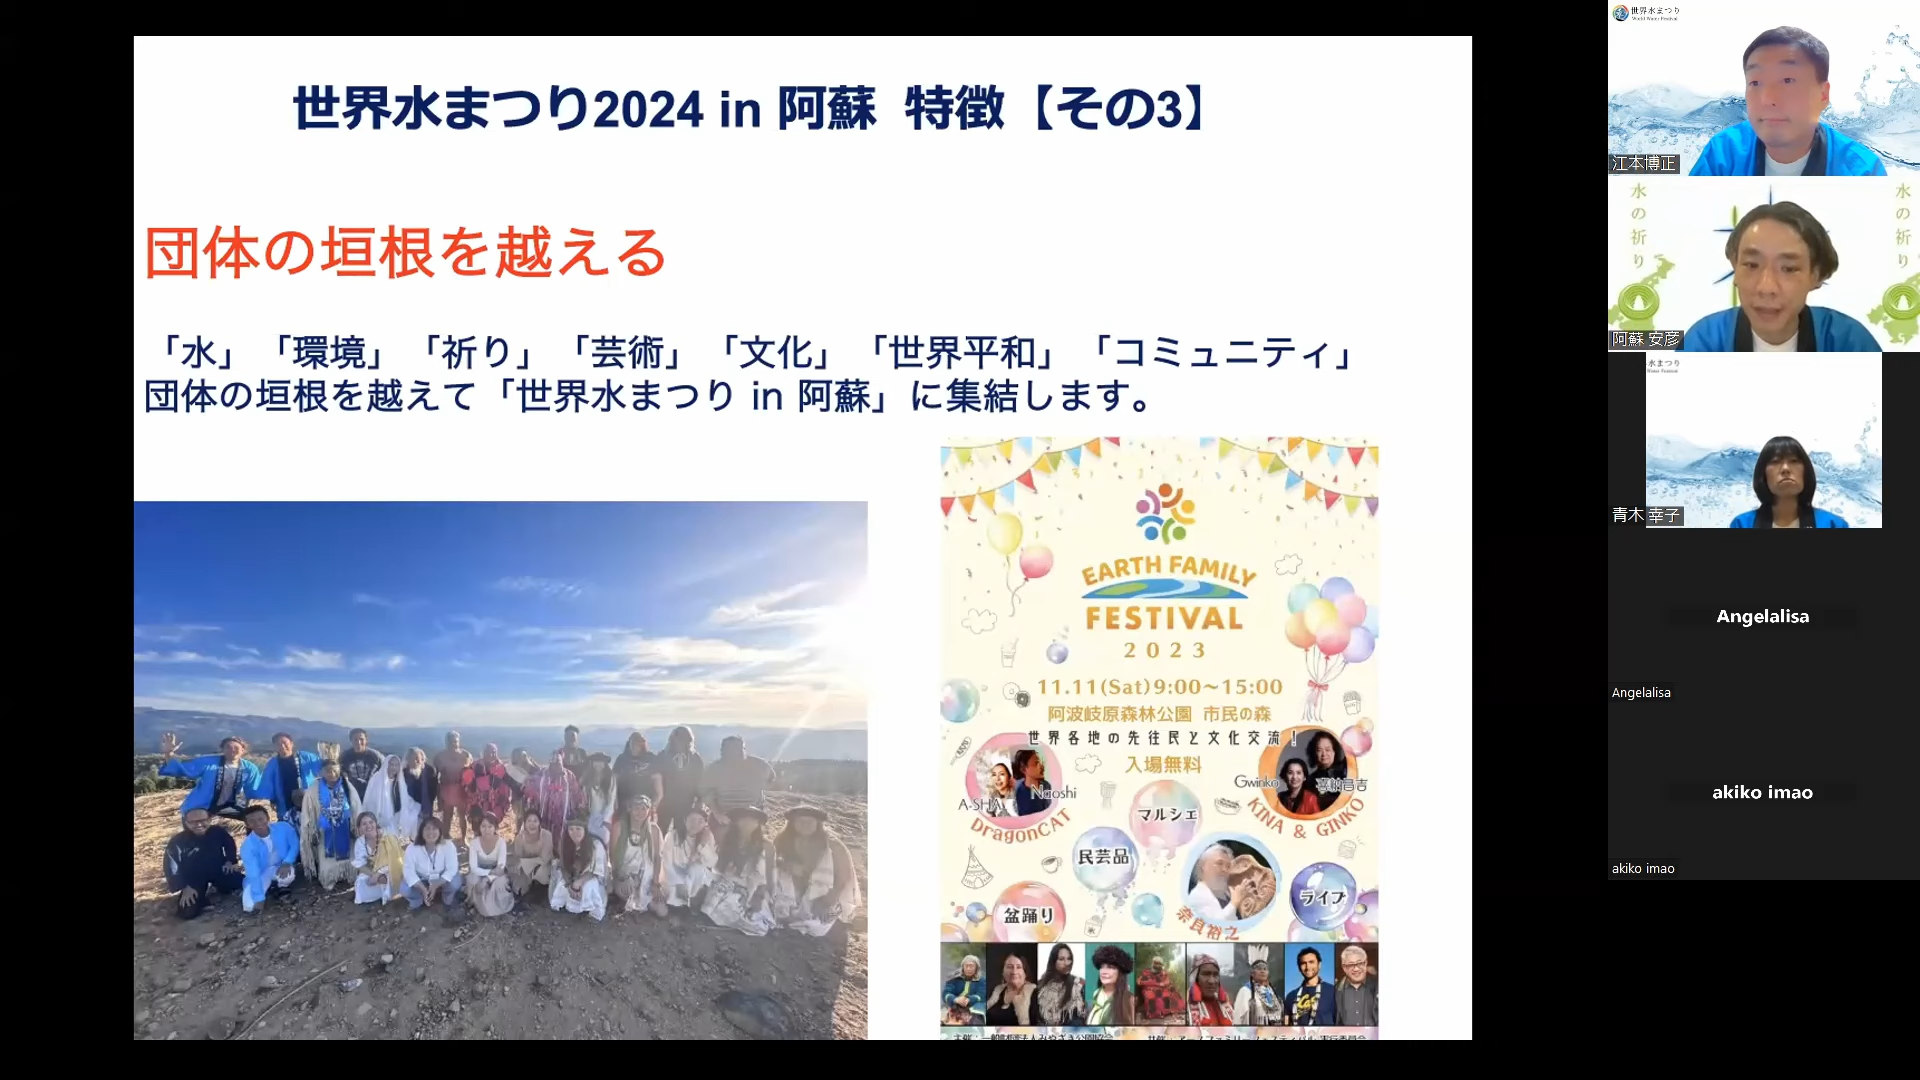 世界水まつり2024 in 阿蘇 特徴【その3】
団体の垣根を越える
「水」「環境」「祈り」「芸術」「文化」「世界平和」「コミュニティ」
団体の垣根を越えて「世界水まつり in 阿蘇」に集結します。
EARTH FAMILY
FESTIVAL
2023
11.11(Sat)9:00~15:00
阿波岐原森林公園 市民の森
世界各地の先住民と文化交流！
入場無料
A-SHA
Naoshi
DragonCAT
Gwinko
喜納昌吉
KINA & GINKO
マルシェ
民芸品
盆踊り
奈良裕之
ライブ
世界水まつり
World Water Festival
江本博正
水の祈り
水の祈り
阿蘇 安彦
水まつり
青木 幸子
Angelalisa
Angelalisa
akiko imao
akiko imao